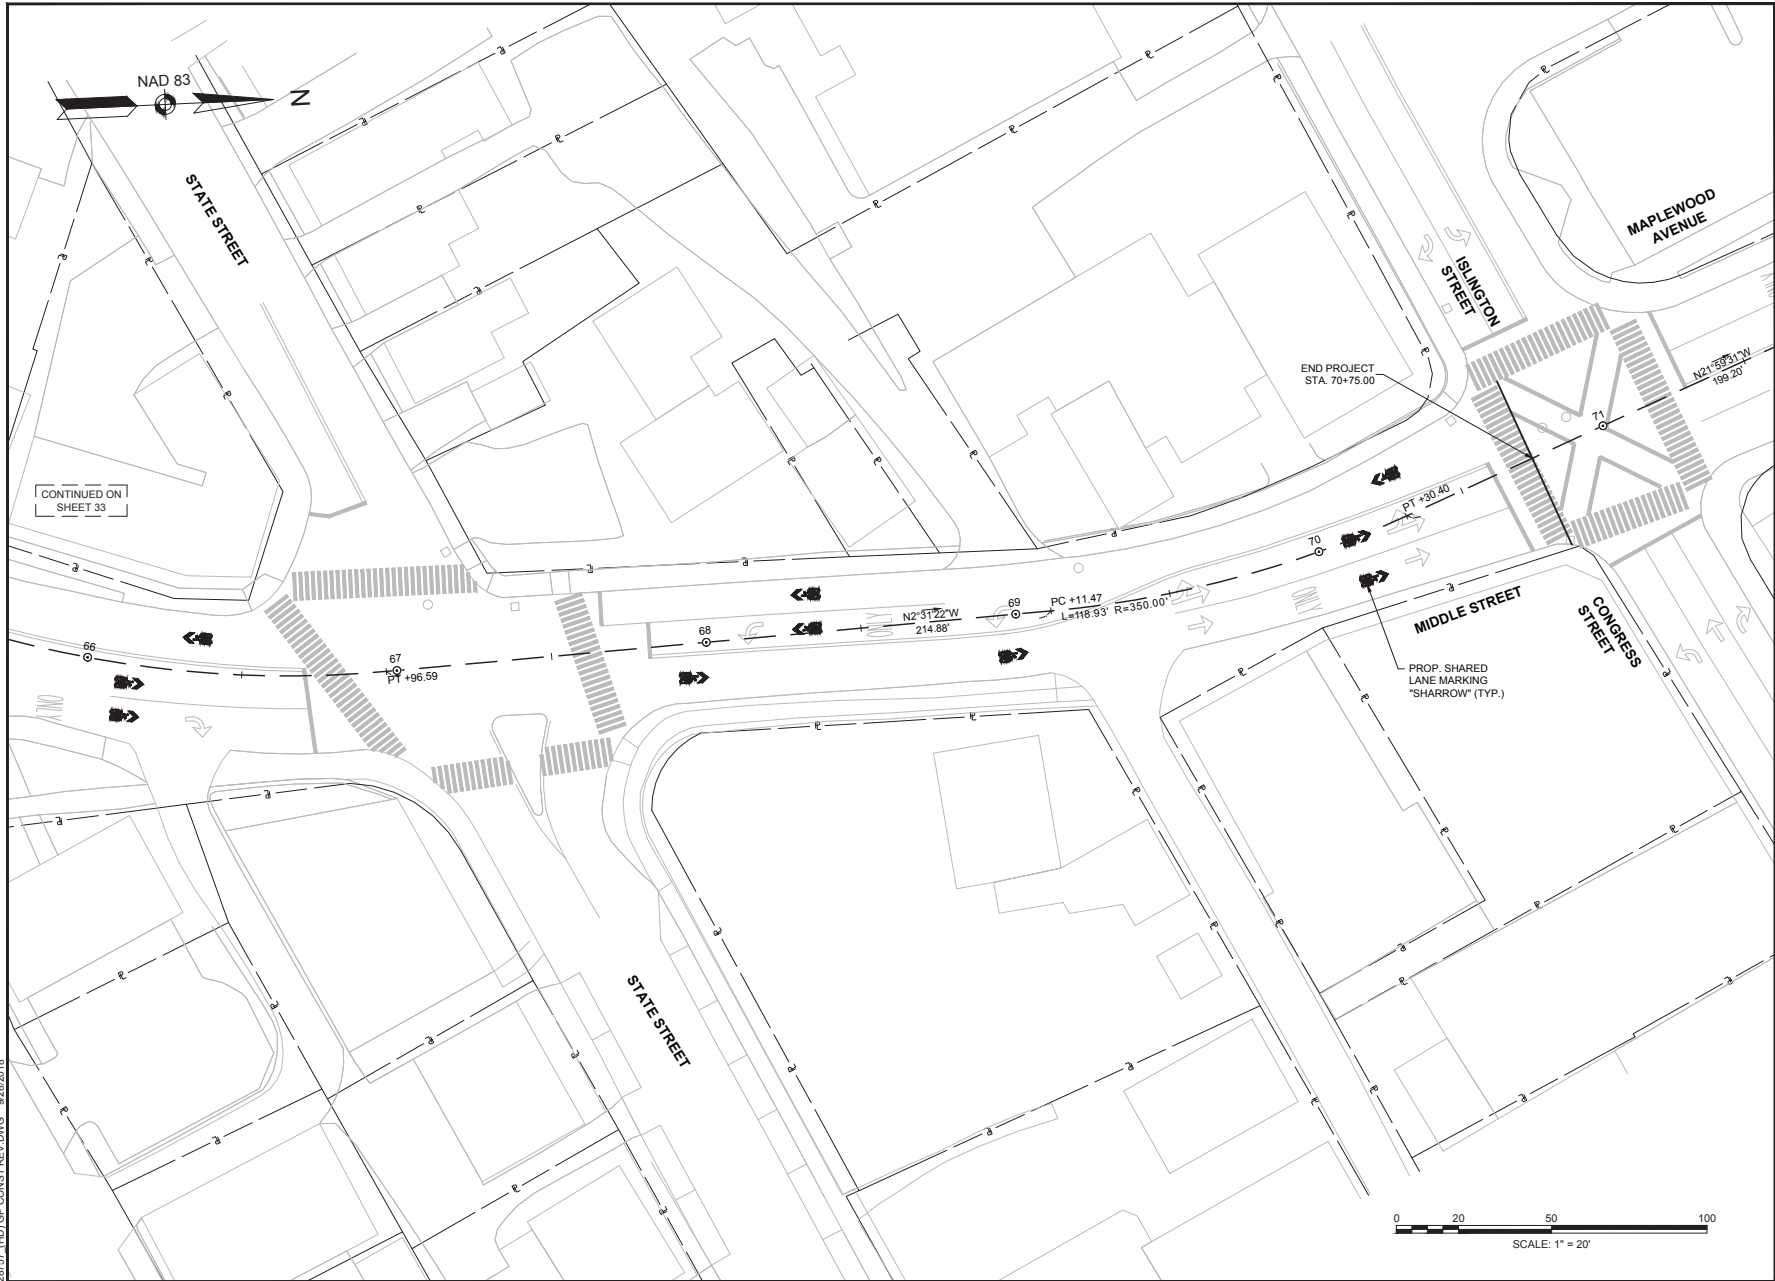 NAD 83
N
STATE STREET
MAPLEWOOD
AVENUE
ISLINGTON
STREET
END PROJECT
STA. 70+75.00
N21°59'31"W
199.20'
71
CONTINUED ON
SHEET 33
PT +30.40
70
69
PC +11.47
L=118.93' R=350.00'
N2°31'22"W
214.88'
68
67
PT +96.59
66
ONLY
ONLY
ONLY
MIDDLE STREET
CONGRESS
STREET
PROP. SHARED
LANE MARKING
"SHARROW" (TYP.)
STATE STREET
0 20 50 100
SCALE: 1" = 20'